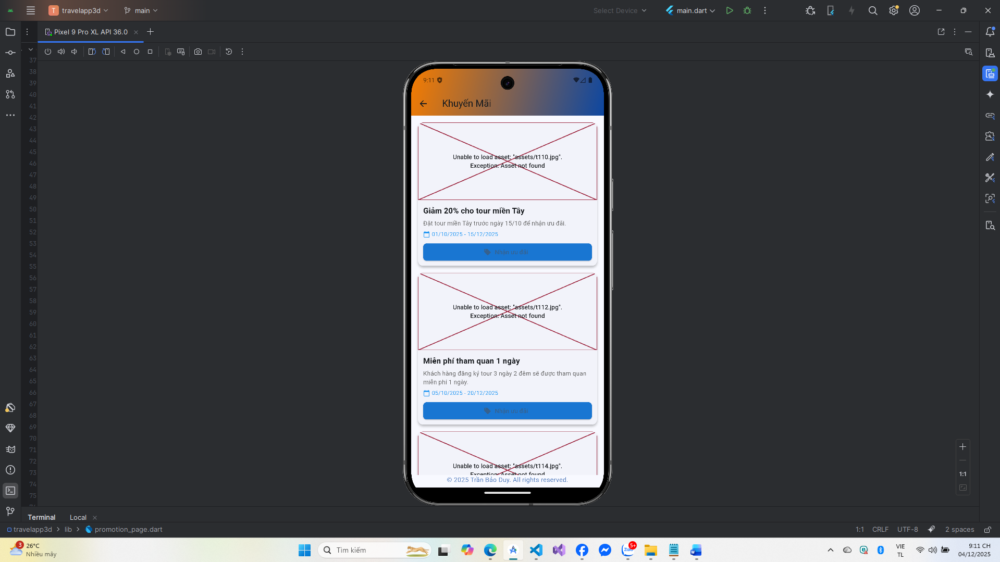 T travelapp3d
main
Select Device
main.dart
Pixel 9 Pro XL API 36.0
37
38
39
40
41
42
43
44
45
46
47
48
49
50
51
52
53
54
55
56
57
58
59
60
61
62
63
64
65
66
67
68
69
70
71
72
73
74
75
9:11
Khuyến Mãi
Unable to load asset: "assets/t110.jpg".
Exception: Asset not found
Giảm 20% cho tour miền Tây
Đặt tour miền Tây trước ngày 15/10 để nhận ưu đãi.
01/10/2025 - 15/12/2025
Nhận ưu đãi
Unable to load asset: "assets/t112.jpg".
Exception: Asset not found
Miễn phí tham quan 1 ngày
Khách hàng đăng ký tour 3 ngày 2 đêm sẽ được tham quan
miễn phí 1 ngày.
05/10/2025 - 20/12/2025
Nhận ưu đãi
Unable to load asset: "assets/t114.jpg".
Exception: Asset not found
© 2025 Trần Bảo Duy. All rights reserved.
1:1
Terminal
Local
travelapp3d > lib > promotion_page.dart
1:1
CRLF
UTF-8
2 spaces
3
26°C
Nhiều mây
Tìm kiếm
Zalo
5+
VIE
TL
9:11 CH
04/12/2025